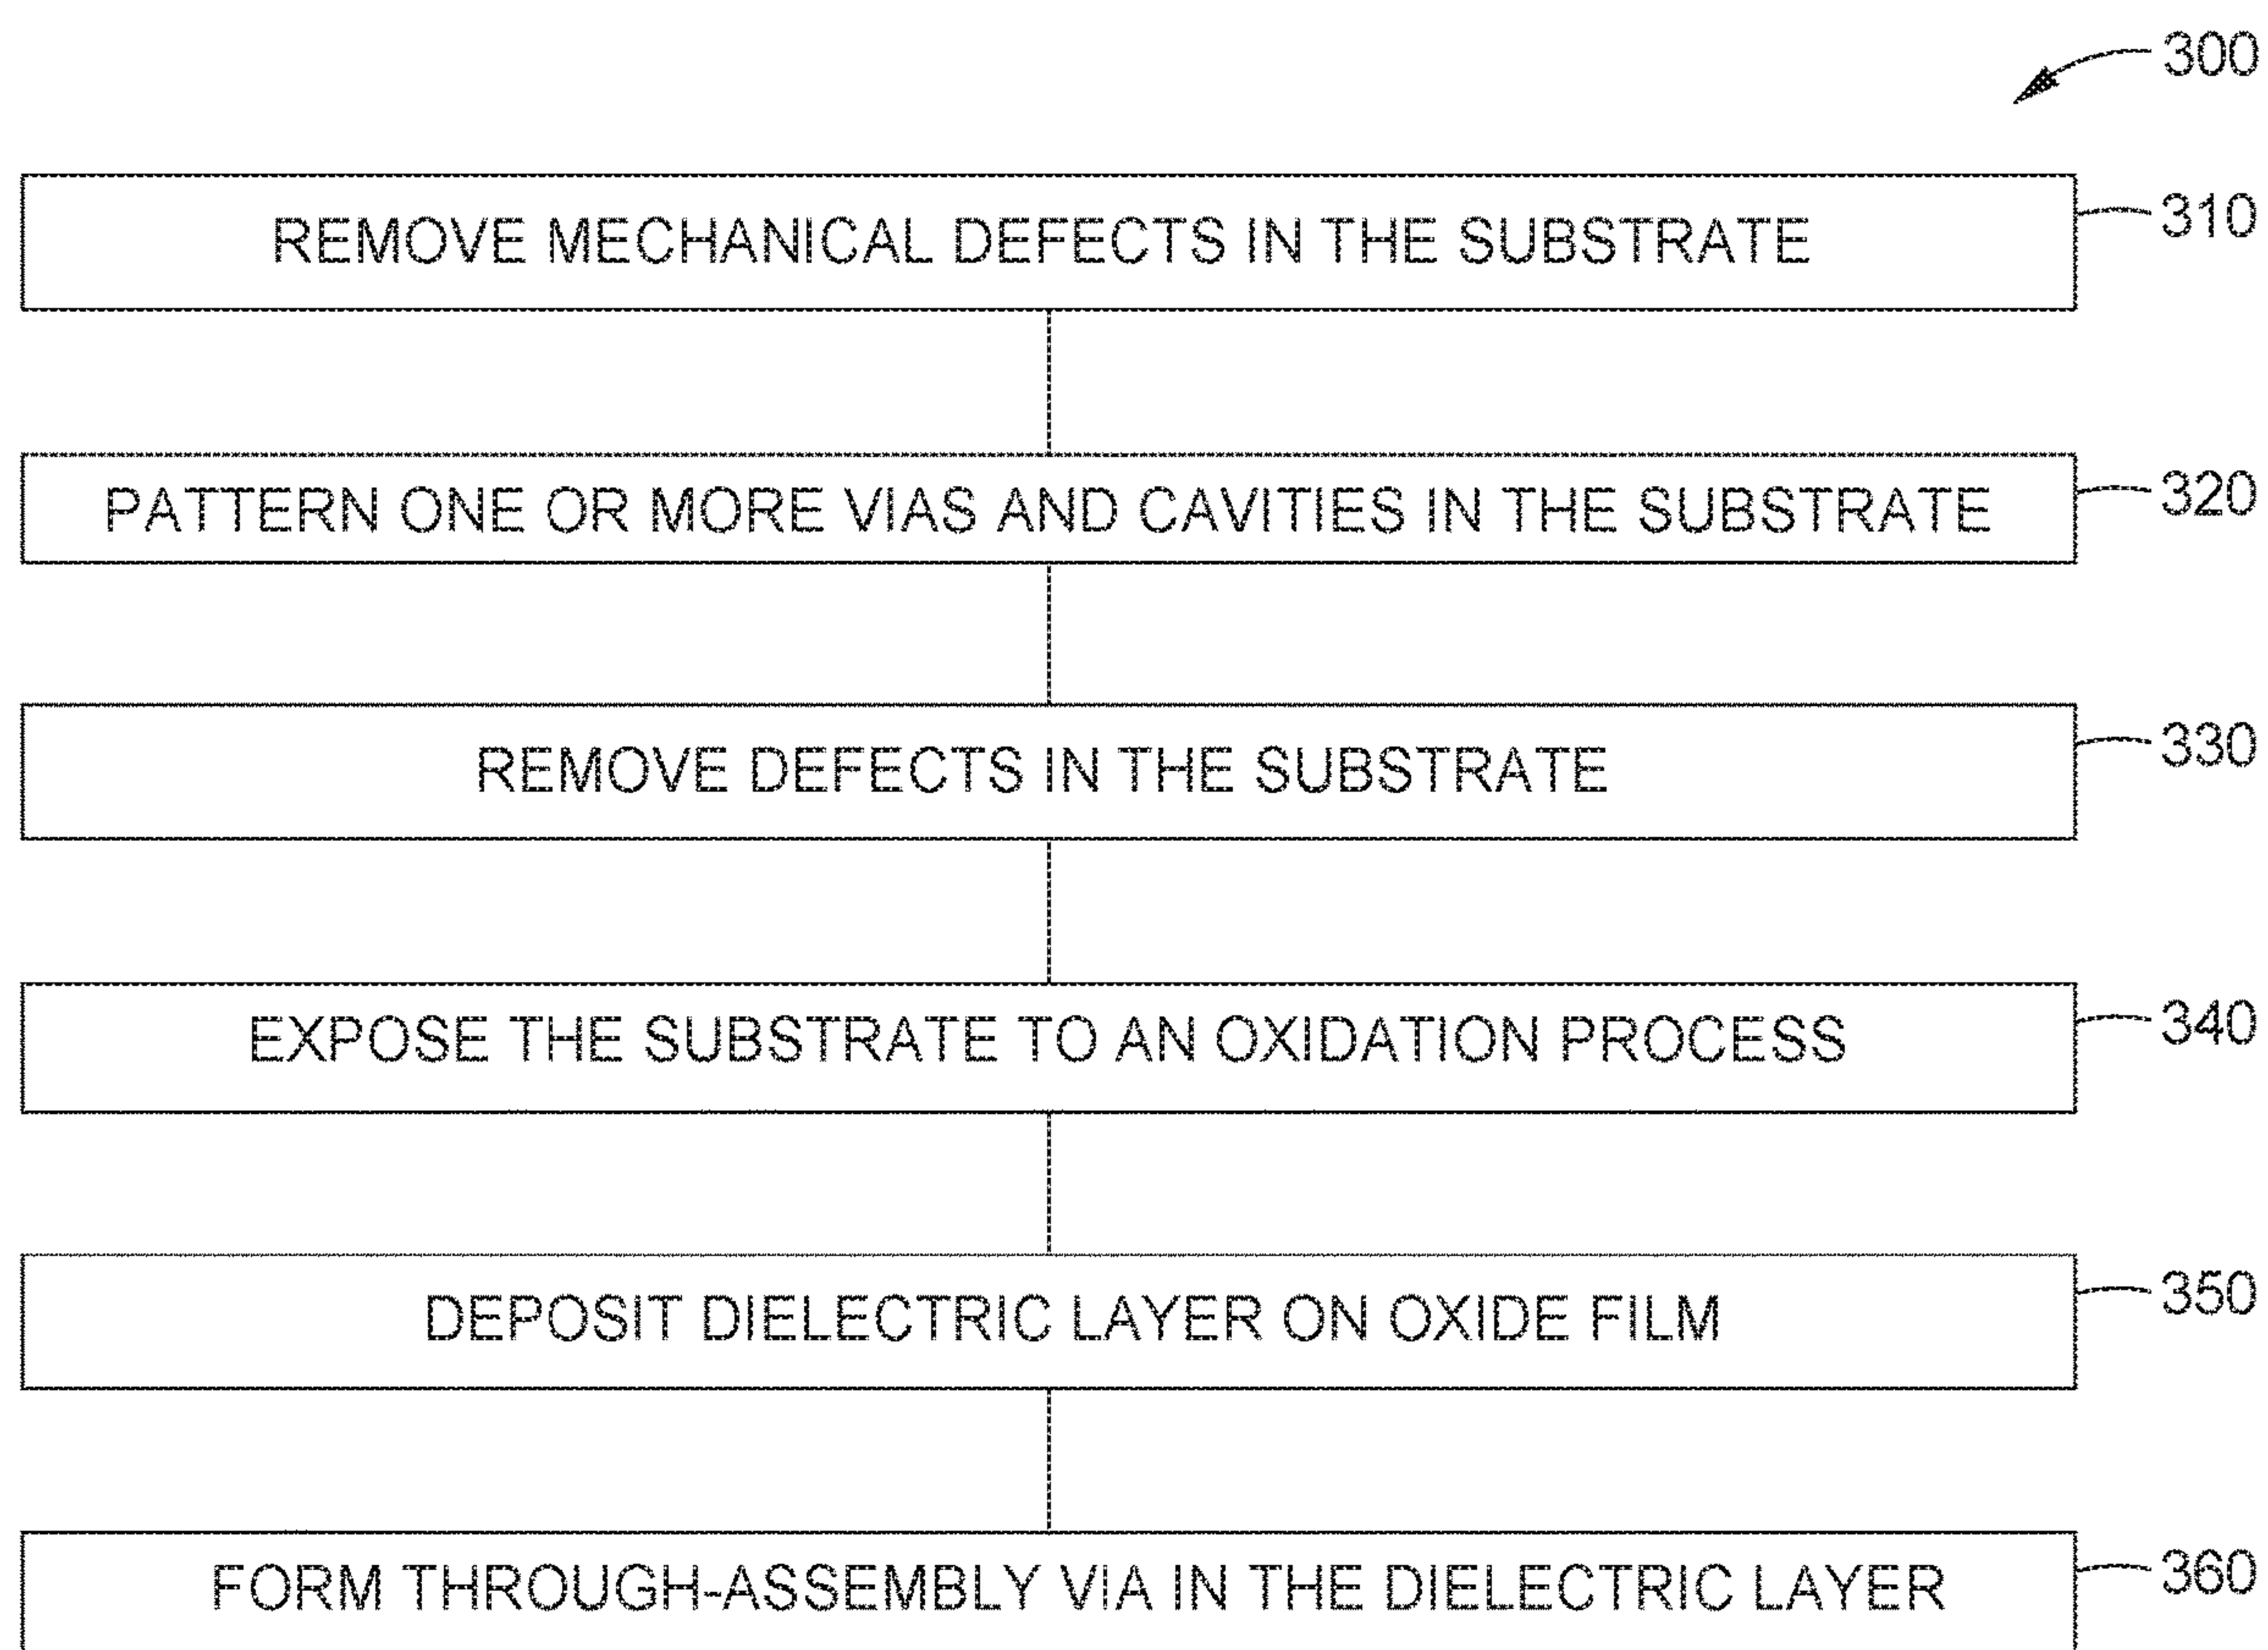 300
REMOVE MECHANICAL DEFECTS IN THE SUBSTRATE
310
PATTERN ONE OR MORE VIAS AND CAVITIES IN THE SUBSTRATE
320
REMOVE DEFECTS IN THE SUBSTRATE
330
EXPOSE THE SUBSTRATE TO AN OXIDATION PROCESS
340
DEPOSIT DIELECTRIC LAYER ON OXIDE FILM
350
FORM THROUGH-ASSEMBLY VIA IN THE DIELECTRIC LAYER
360